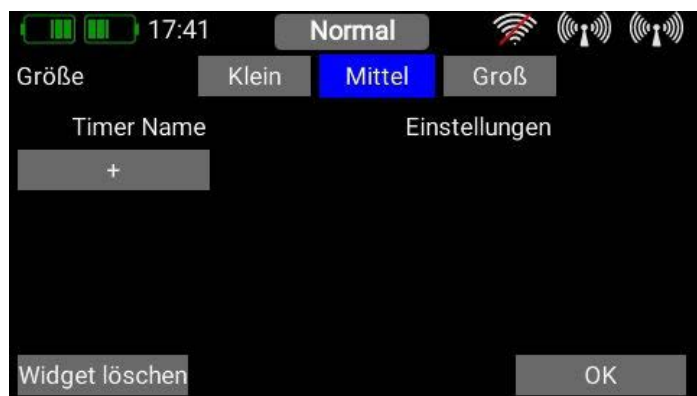 17:41 Normal
Größe Klein Mittel Groß
Timer Name Einstellungen
+
Widget löschen OK